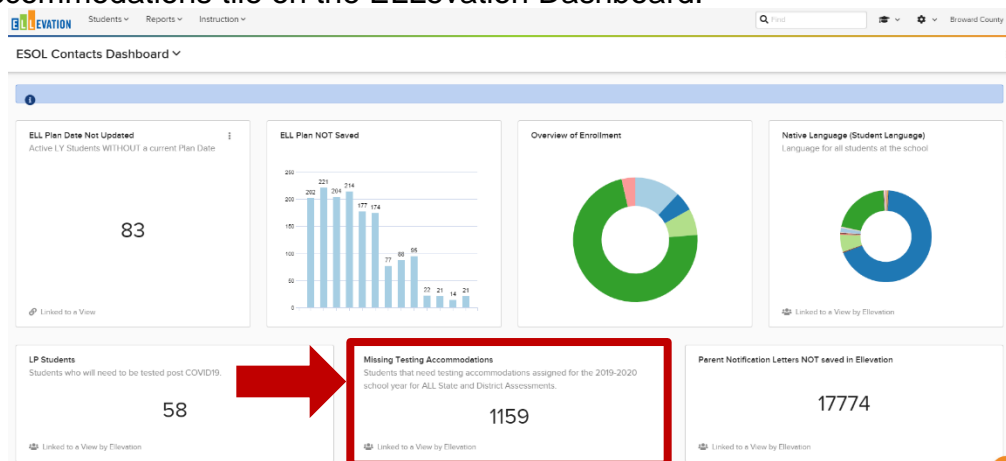 ccommodations tile on the ELLevation Dashboard.
ELLEVATION Students Reports Instruction Find Broward County
ESOL Contacts Dashboard
ELL Plan Date Not Updated
Active LY Students WITHOUT a current Plan Date
83
Linked to a View
ELL Plan NOT Saved
250
200
150
100
50
0
202 221 204 214 177 174 77 88 95 22 21 14 21
Overview of Enrollment
Native Language (Student Language)
Language for all students at the school
Linked to a View by Ellevation
LP Students
Students who will need to be tested post COVID19.
58
Linked to a View by Ellevation
Missing Testing Accommodations
Students that need testing accommodations assigned for the 2019-2020
school year for ALL State and District Assessments.
1159
Linked to a View by Ellevation
Parent Notification Letters NOT saved in Ellevation
17774
Linked to a View by Ellevation